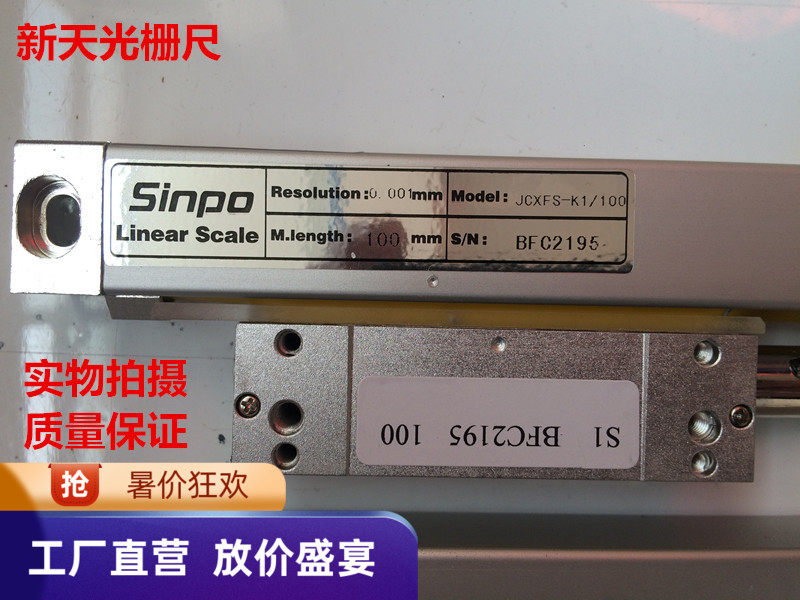 新天光栅尺
Sinpo
Linear Scale
Resolution: 0.001mm
Model: JCXFS-K1/100
M.length: 100 mm
S/N: BFC2195
S1 BFC2195 100
实物拍摄
质量保证
抢 暑价狂欢
工厂直营 放价盛宴